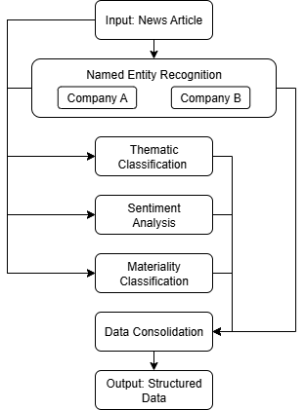 Input: News Article
Named Entity Recognition
Company A
Company B
Thematic
Classification
Sentiment
Analysis
Materiality
Classification
Data Consolidation
Output: Structured
Data